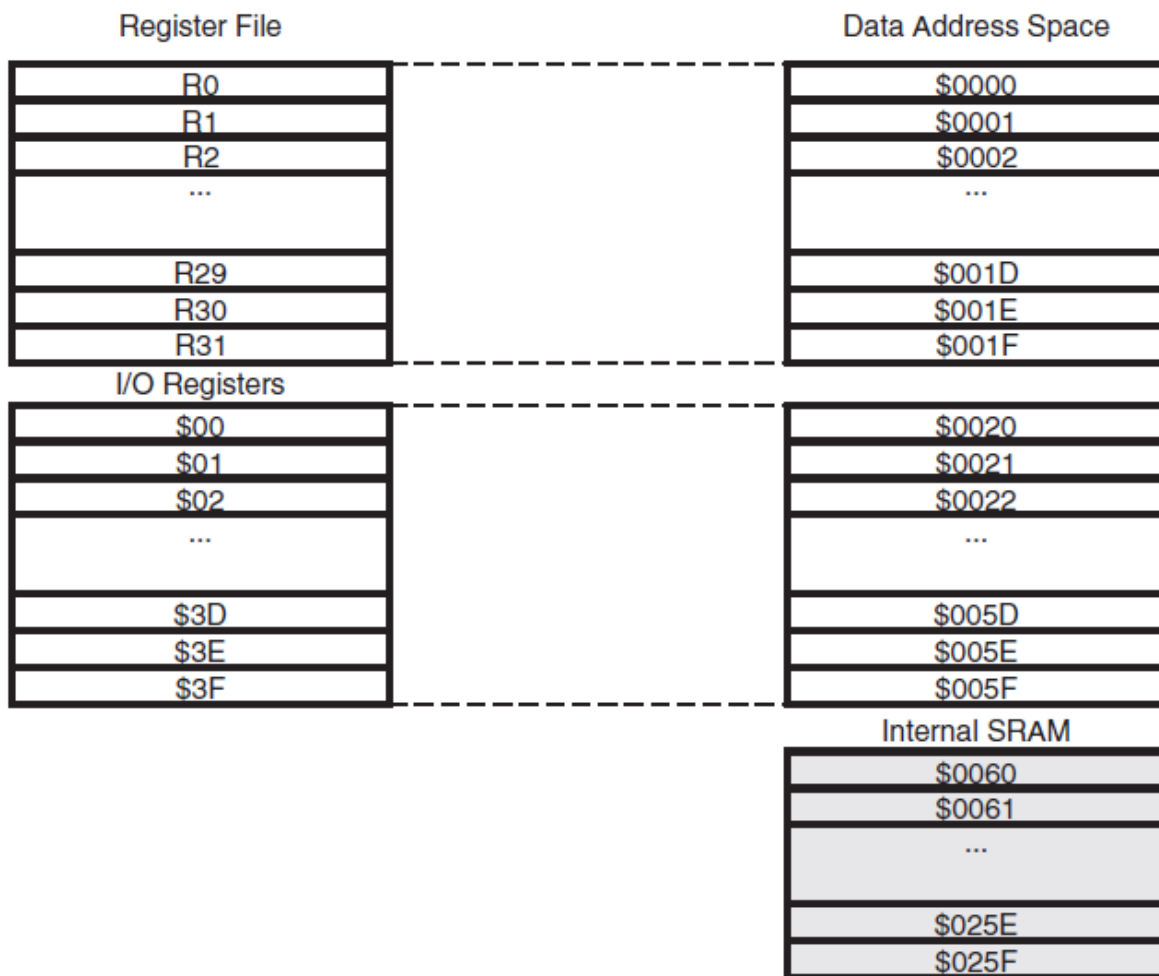 Register File Data Address Space
R0 $0000
R1 $0001
R2 $0002
... ...
R29 $001D
R30 $001E
R31 $001F
I/O Registers
$00 $0020
$01 $0021
$02 $0022
... ...
$3D $005D
$3E $005E
$3F $005F
Internal SRAM
$0060
$0061
...
$025E
$025F